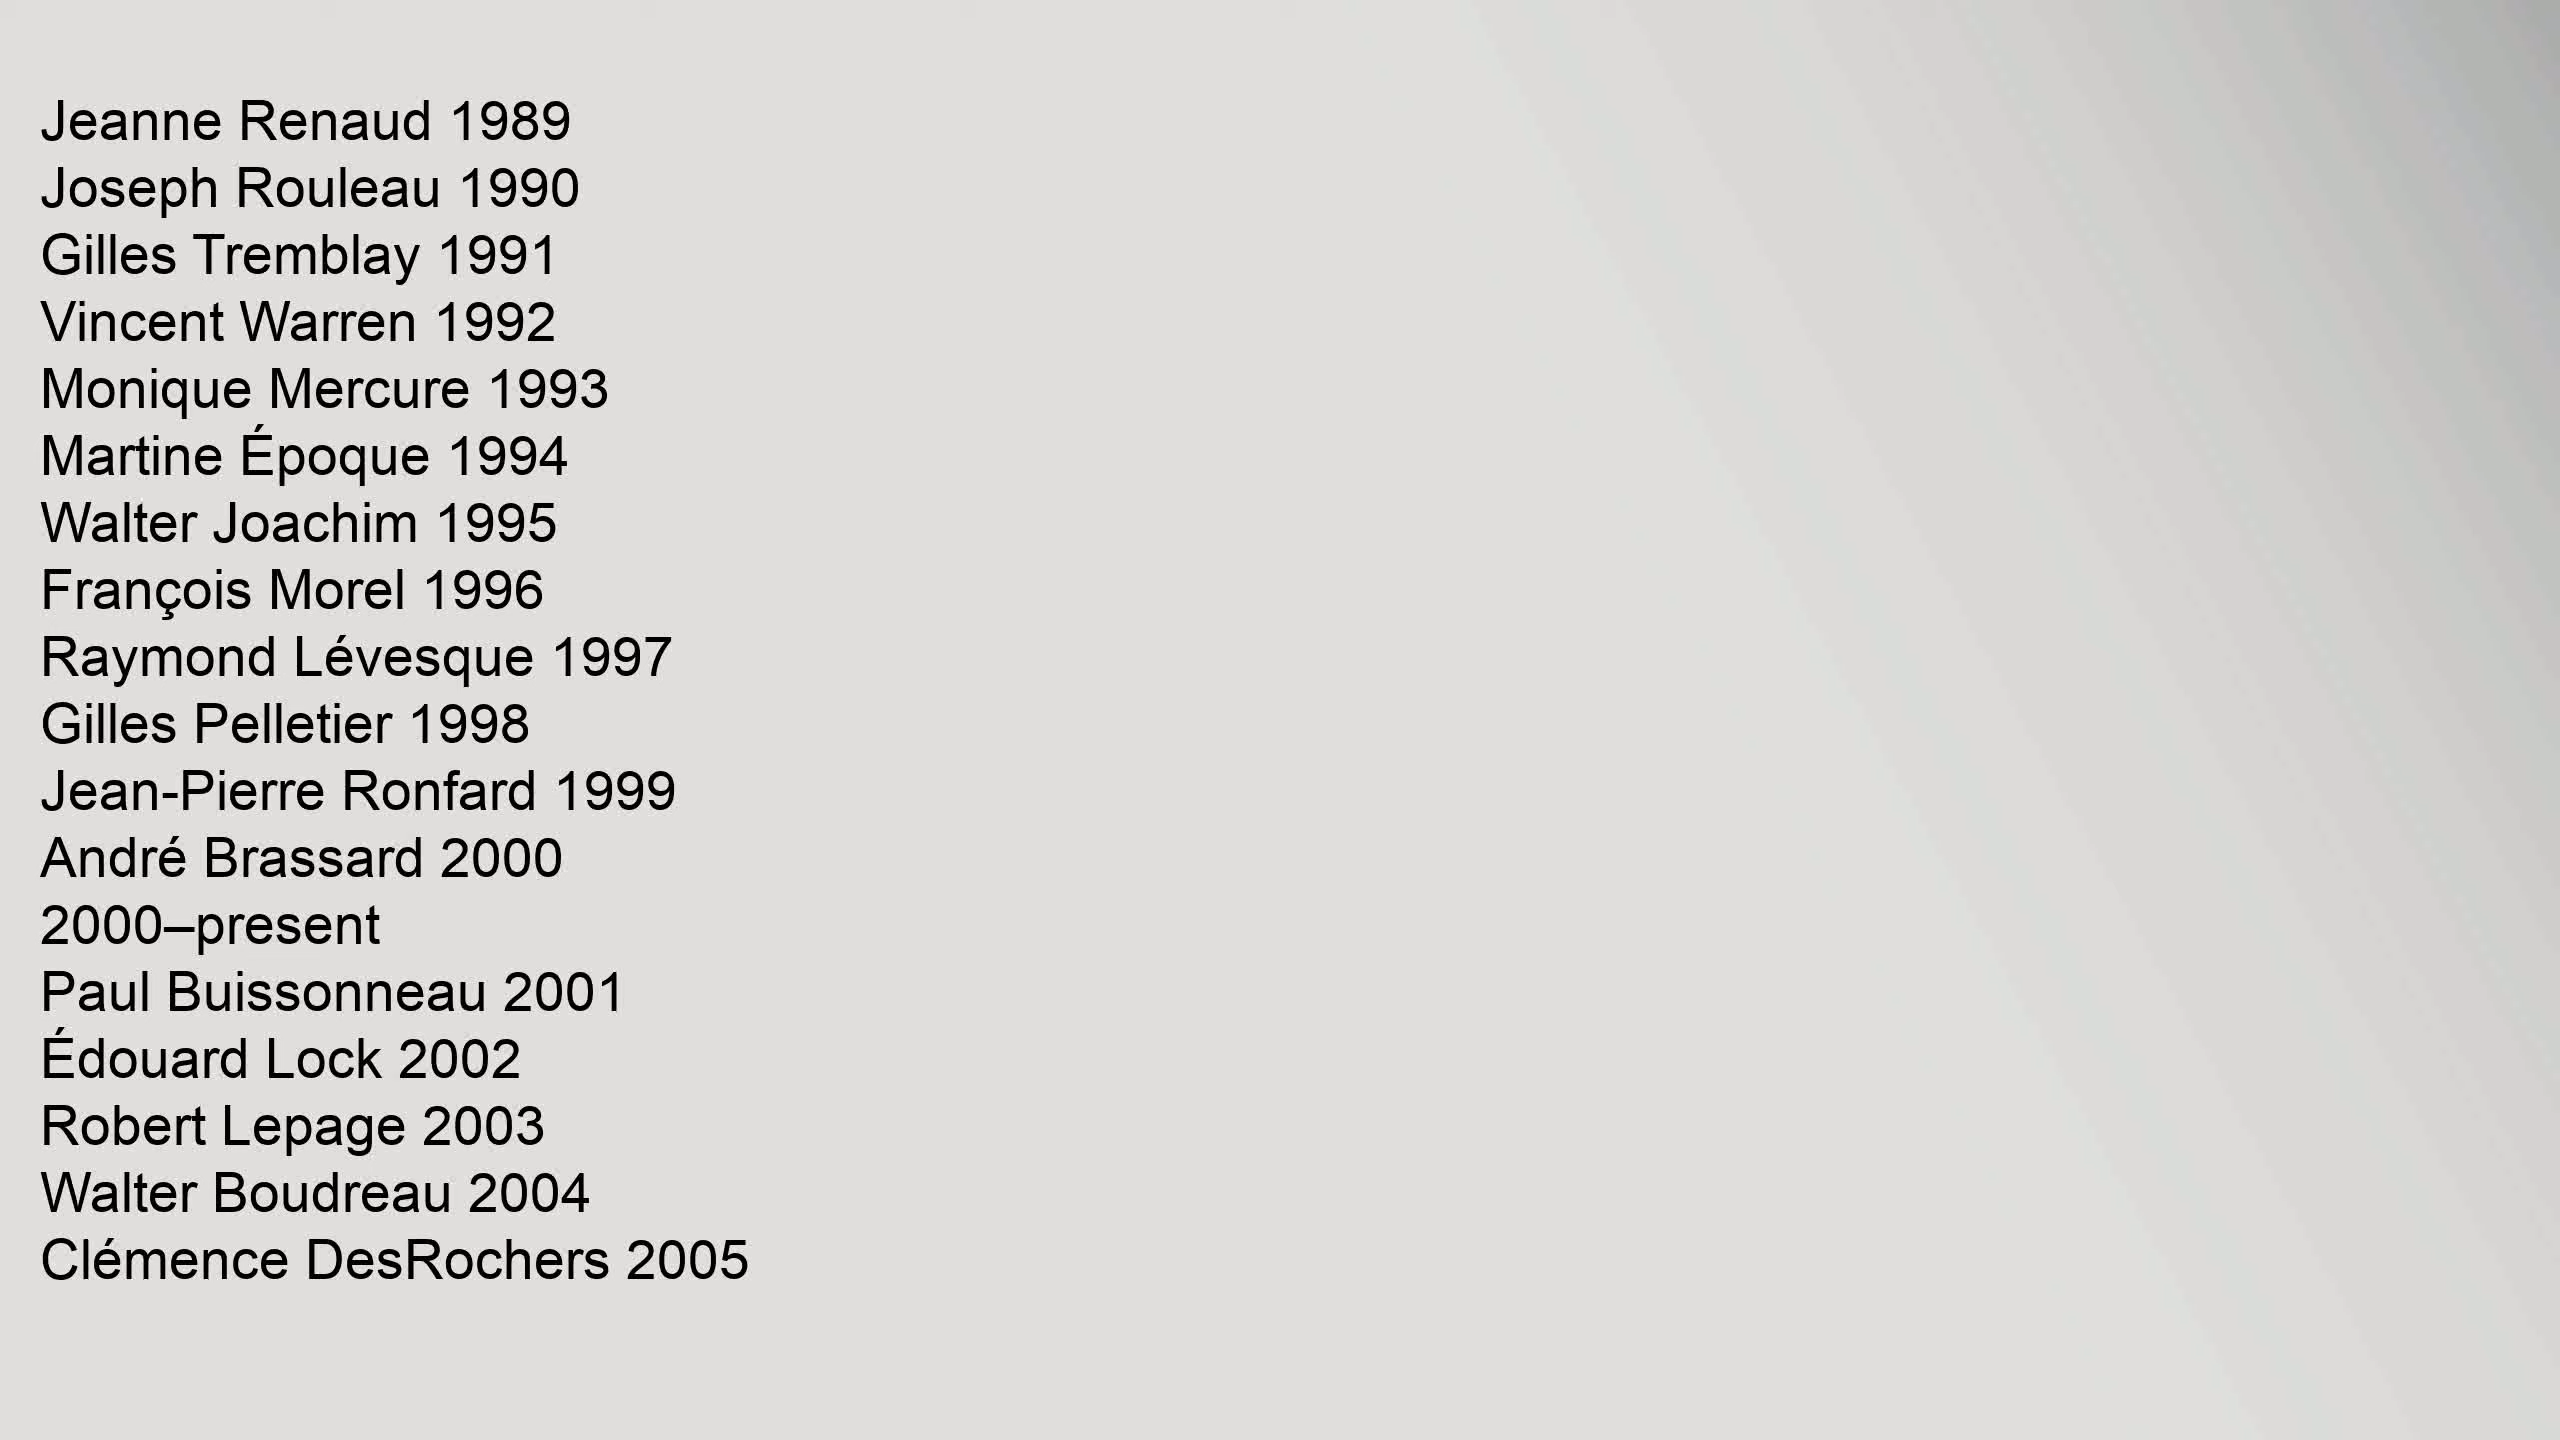 Jeanne Renaud 1989
Joseph Rouleau 1990
Gilles Tremblay 1991
Vincent Warren 1992
Monique Mercure 1993
Martine Époque 1994
Walter Joachim 1995
François Morel 1996
Raymond Lévesque 1997
Gilles Pelletier 1998
Jean-Pierre Ronfard 1999
André Brassard 2000
2000–present
Paul Buissonneau 2001
Édouard Lock 2002
Robert Lepage 2003
Walter Boudreau 2004
Clémence DesRochers 2005